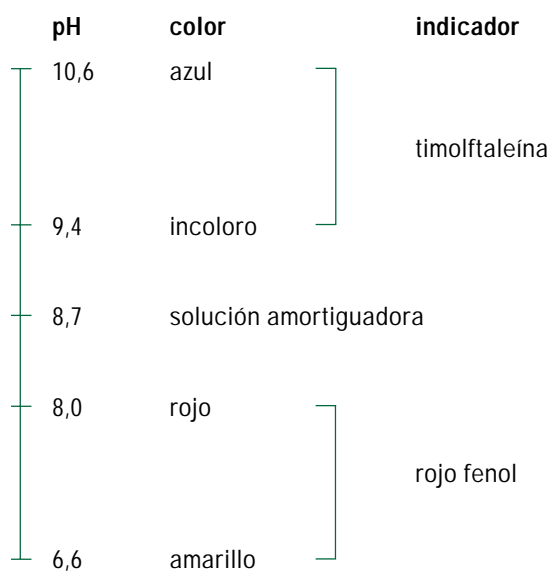 pH color indicador
10,6 azul
timolftaleína
9,4 incoloro
8,7 solución amortiguadora
8,0 rojo
rojo fenol
6,6 amarillo